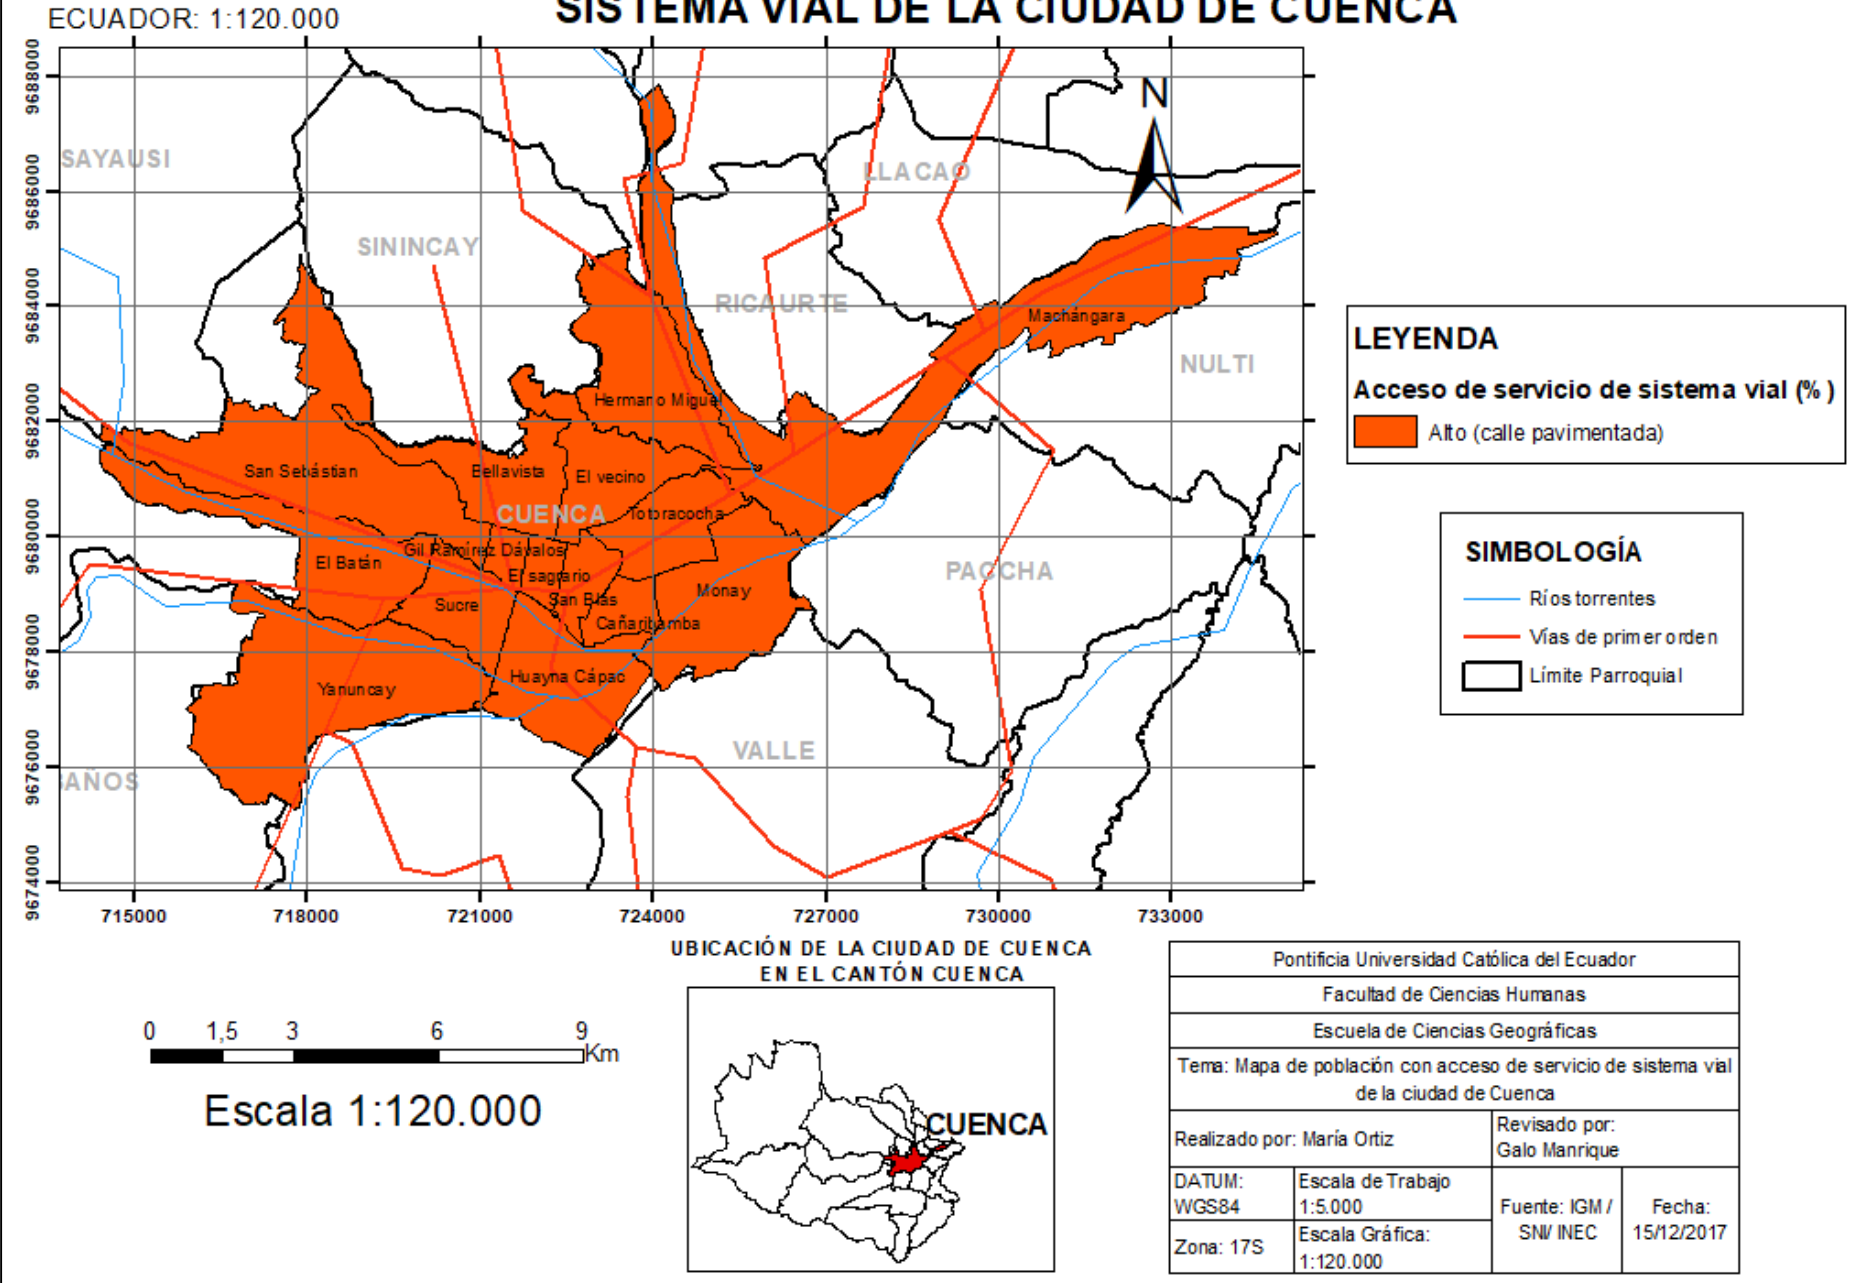 ECUADOR: 1:120.000
SISTEMA VIAL DE LA CIUDAD DE CUENCA
9688000
9686000
9684000
9682000
9680000
9678000
9676000
9674000
N
SAYAUSI
LLACAO
SININCAY
RICAURTE
Machángara
NULTI
Hermano Miguel
San Sebástian
Bellavista
El vecino
CUENCA
Totoracocha
Gil Ramírez Dávalos
El Batán
El sagrario
PACCHA
Monay
San Blas
Sucre
Cañaribamba
Huayna Cápac
Yanuncay
VALLE
BAÑOS
715000
718000
721000
724000
727000
730000
733000
LEYENDA
Acceso de servicio de sistema vial (%)
Alto (calle pavimentada)
SIMBOLOGÍA
Ríos torrentes
Vías de primer orden
Límite Parroquial
0 1,5 3 6 9
Km
Escala 1:120.000
UBICACIÓN DE LA CIUDAD DE CUENCA
EN EL CANTÓN CUENCA
CUENCA
Pontificia Universidad Católica del Ecuador
Facultad de Ciencias Humanas
Escuela de Ciencias Geográficas
Tema: Mapa de población con acceso de servicio de sistema vial
de la ciudad de Cuenca
Realizado por: María Ortiz
Revisado por:
Galo Manrique
DATUM:
WGS84
Escala de Trabajo
1:5.000
Zona: 17S
Escala Gráfica:
1:120.000
Fuente: IGM /
SNI/ INEC
Fecha:
15/12/2017